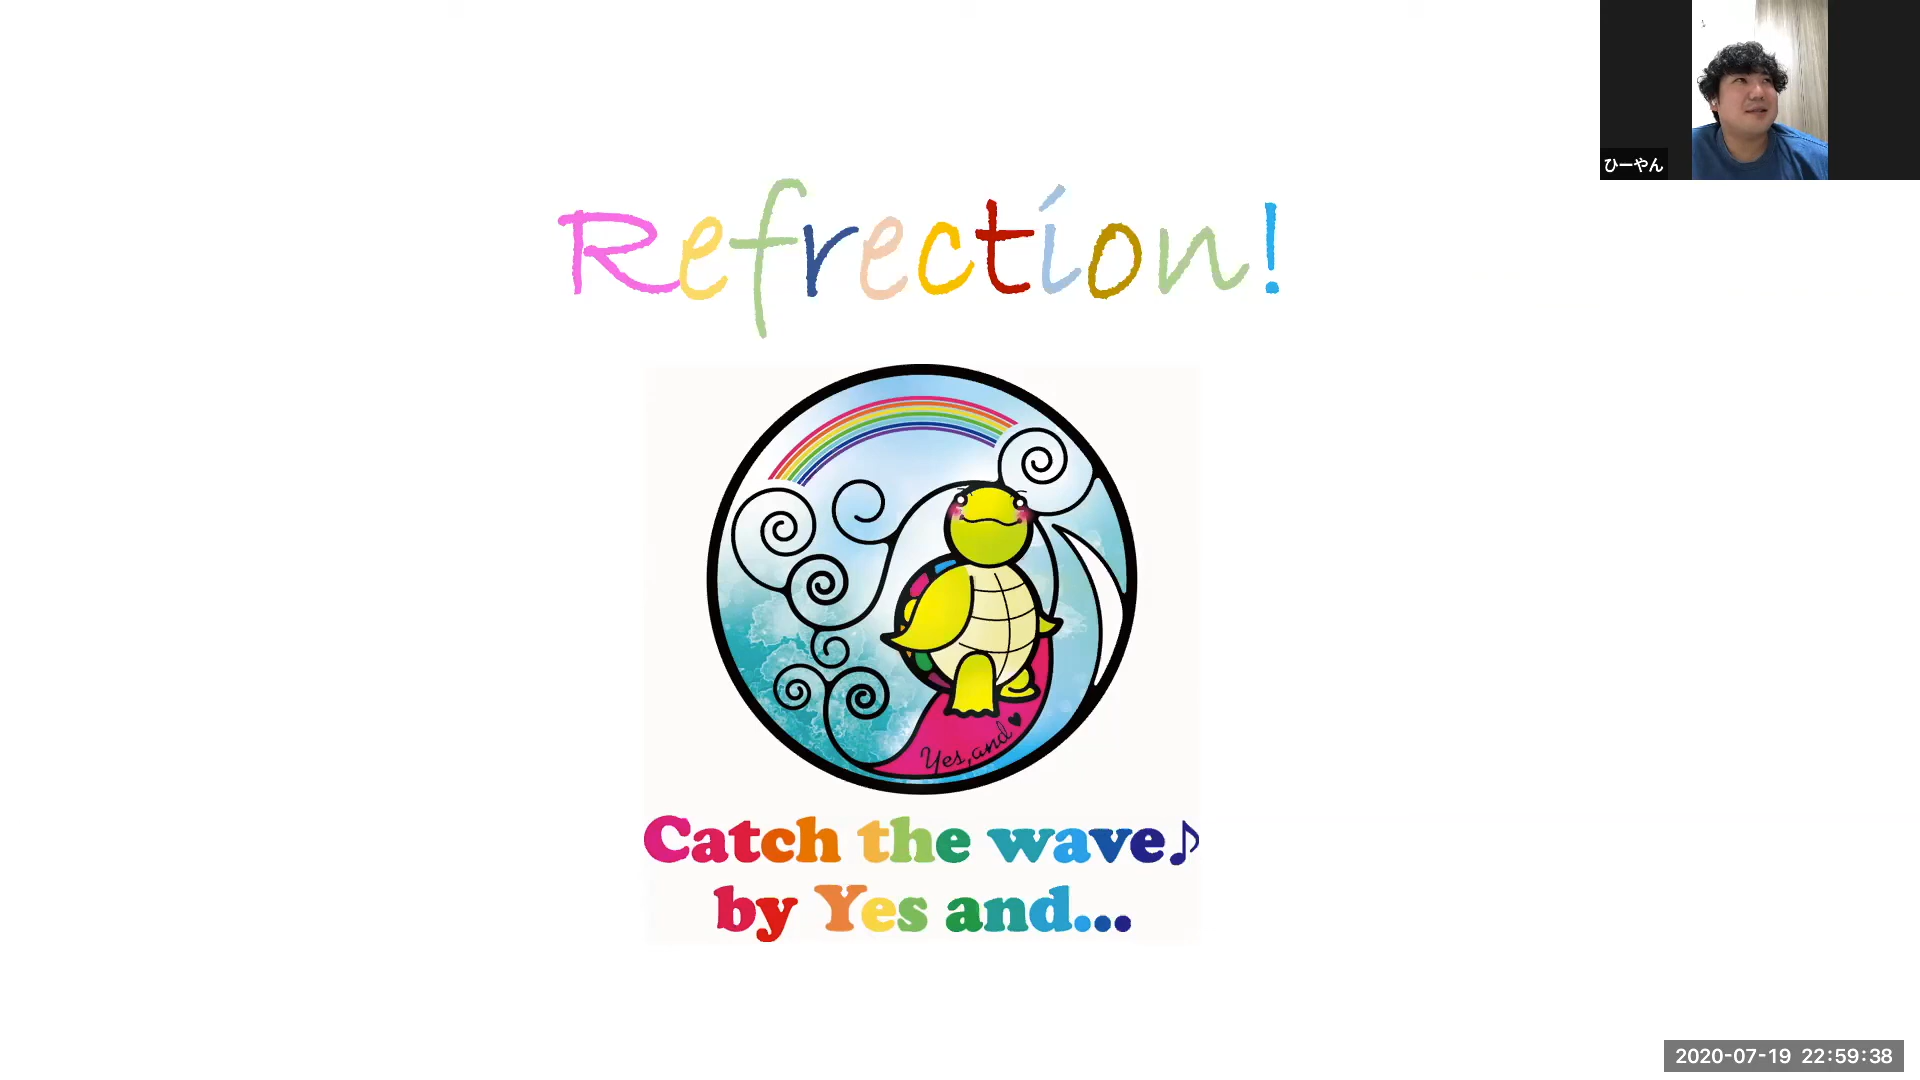 ひーやん
Refrection!
Yes,and♥
Catch the wave♪
by Yes and...
2020-07-19 22:59:38